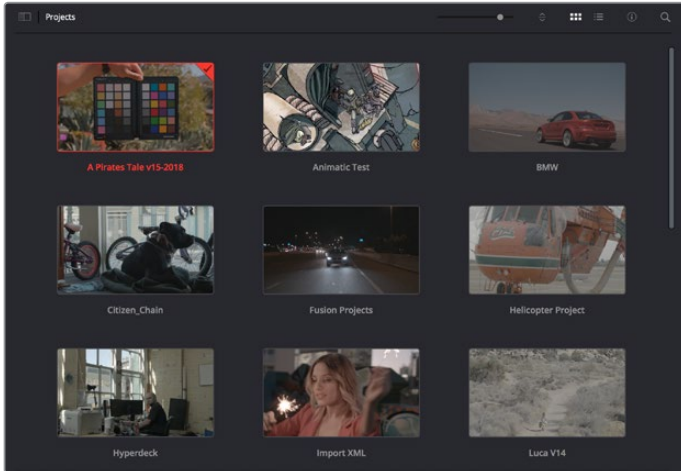 Projects
A Pirates Tale v15-2018
Animatic Test
BMW
Citizen_Chain
Fusion Projects
Helicopter Project
Hyperdeck
Import XML
Luca V14